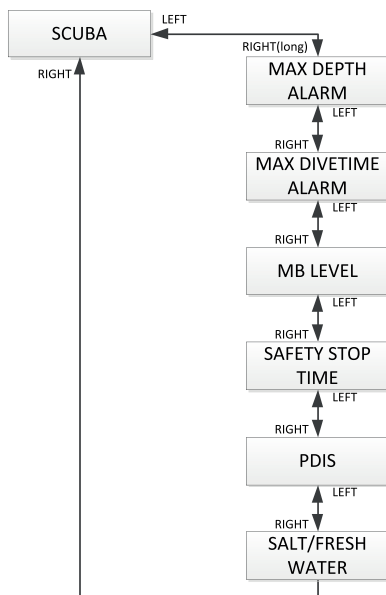 LEFT
SCUBA
RIGHT(long)
RIGHT
MAX DEPTH
ALARM
LEFT
RIGHT
MAX DIVETIME
ALARM
LEFT
RIGHT
MB LEVEL
LEFT
RIGHT
SAFETY STOP
TIME
LEFT
RIGHT
PDIS
LEFT
RIGHT
SALT/FRESH
WATER